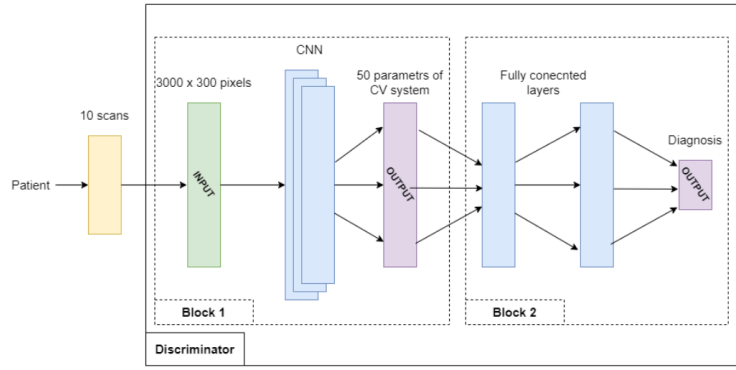 CNN
3000 x 300 pixels
50 parametrs of
CV system
Fully conecnted
layers
10 scans
Diagnosis
Patient
INPUT
OUTPUT
OUTPUT
Block 1
Block 2
Discriminator